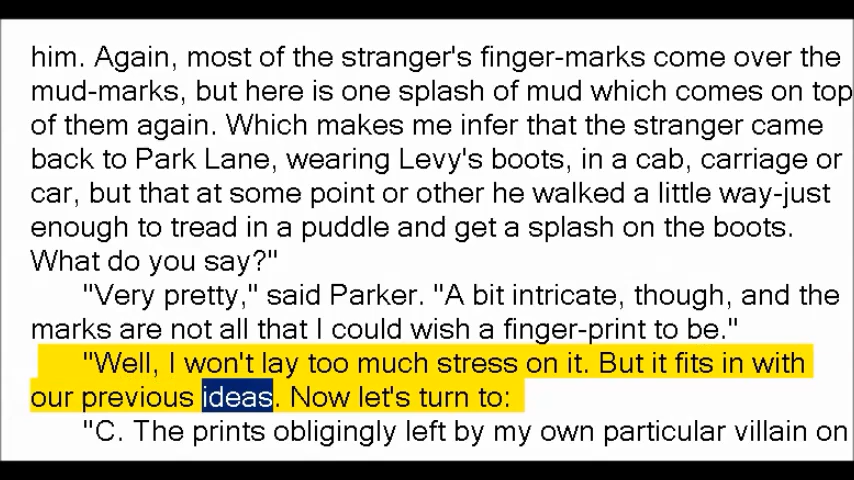 him. Again, most of the stranger's finger-marks come over the
mud-marks, but here is one splash of mud which comes on top
of them again. Which makes me infer that the stranger came
back to Park Lane, wearing Levy's boots, in a cab, carriage or
car, but that at some point or other he walked a little way-just
enough to tread in a puddle and get a splash on the boots.
What do you say?"
"Very pretty," said Parker. "A bit intricate, though, and the
marks are not all that I could wish a finger-print to be."
"Well, I won't lay too much stress on it. But it fits in with
our previous ideas. Now let's turn to:
"C. The prints obligingly left by my own particular villain on